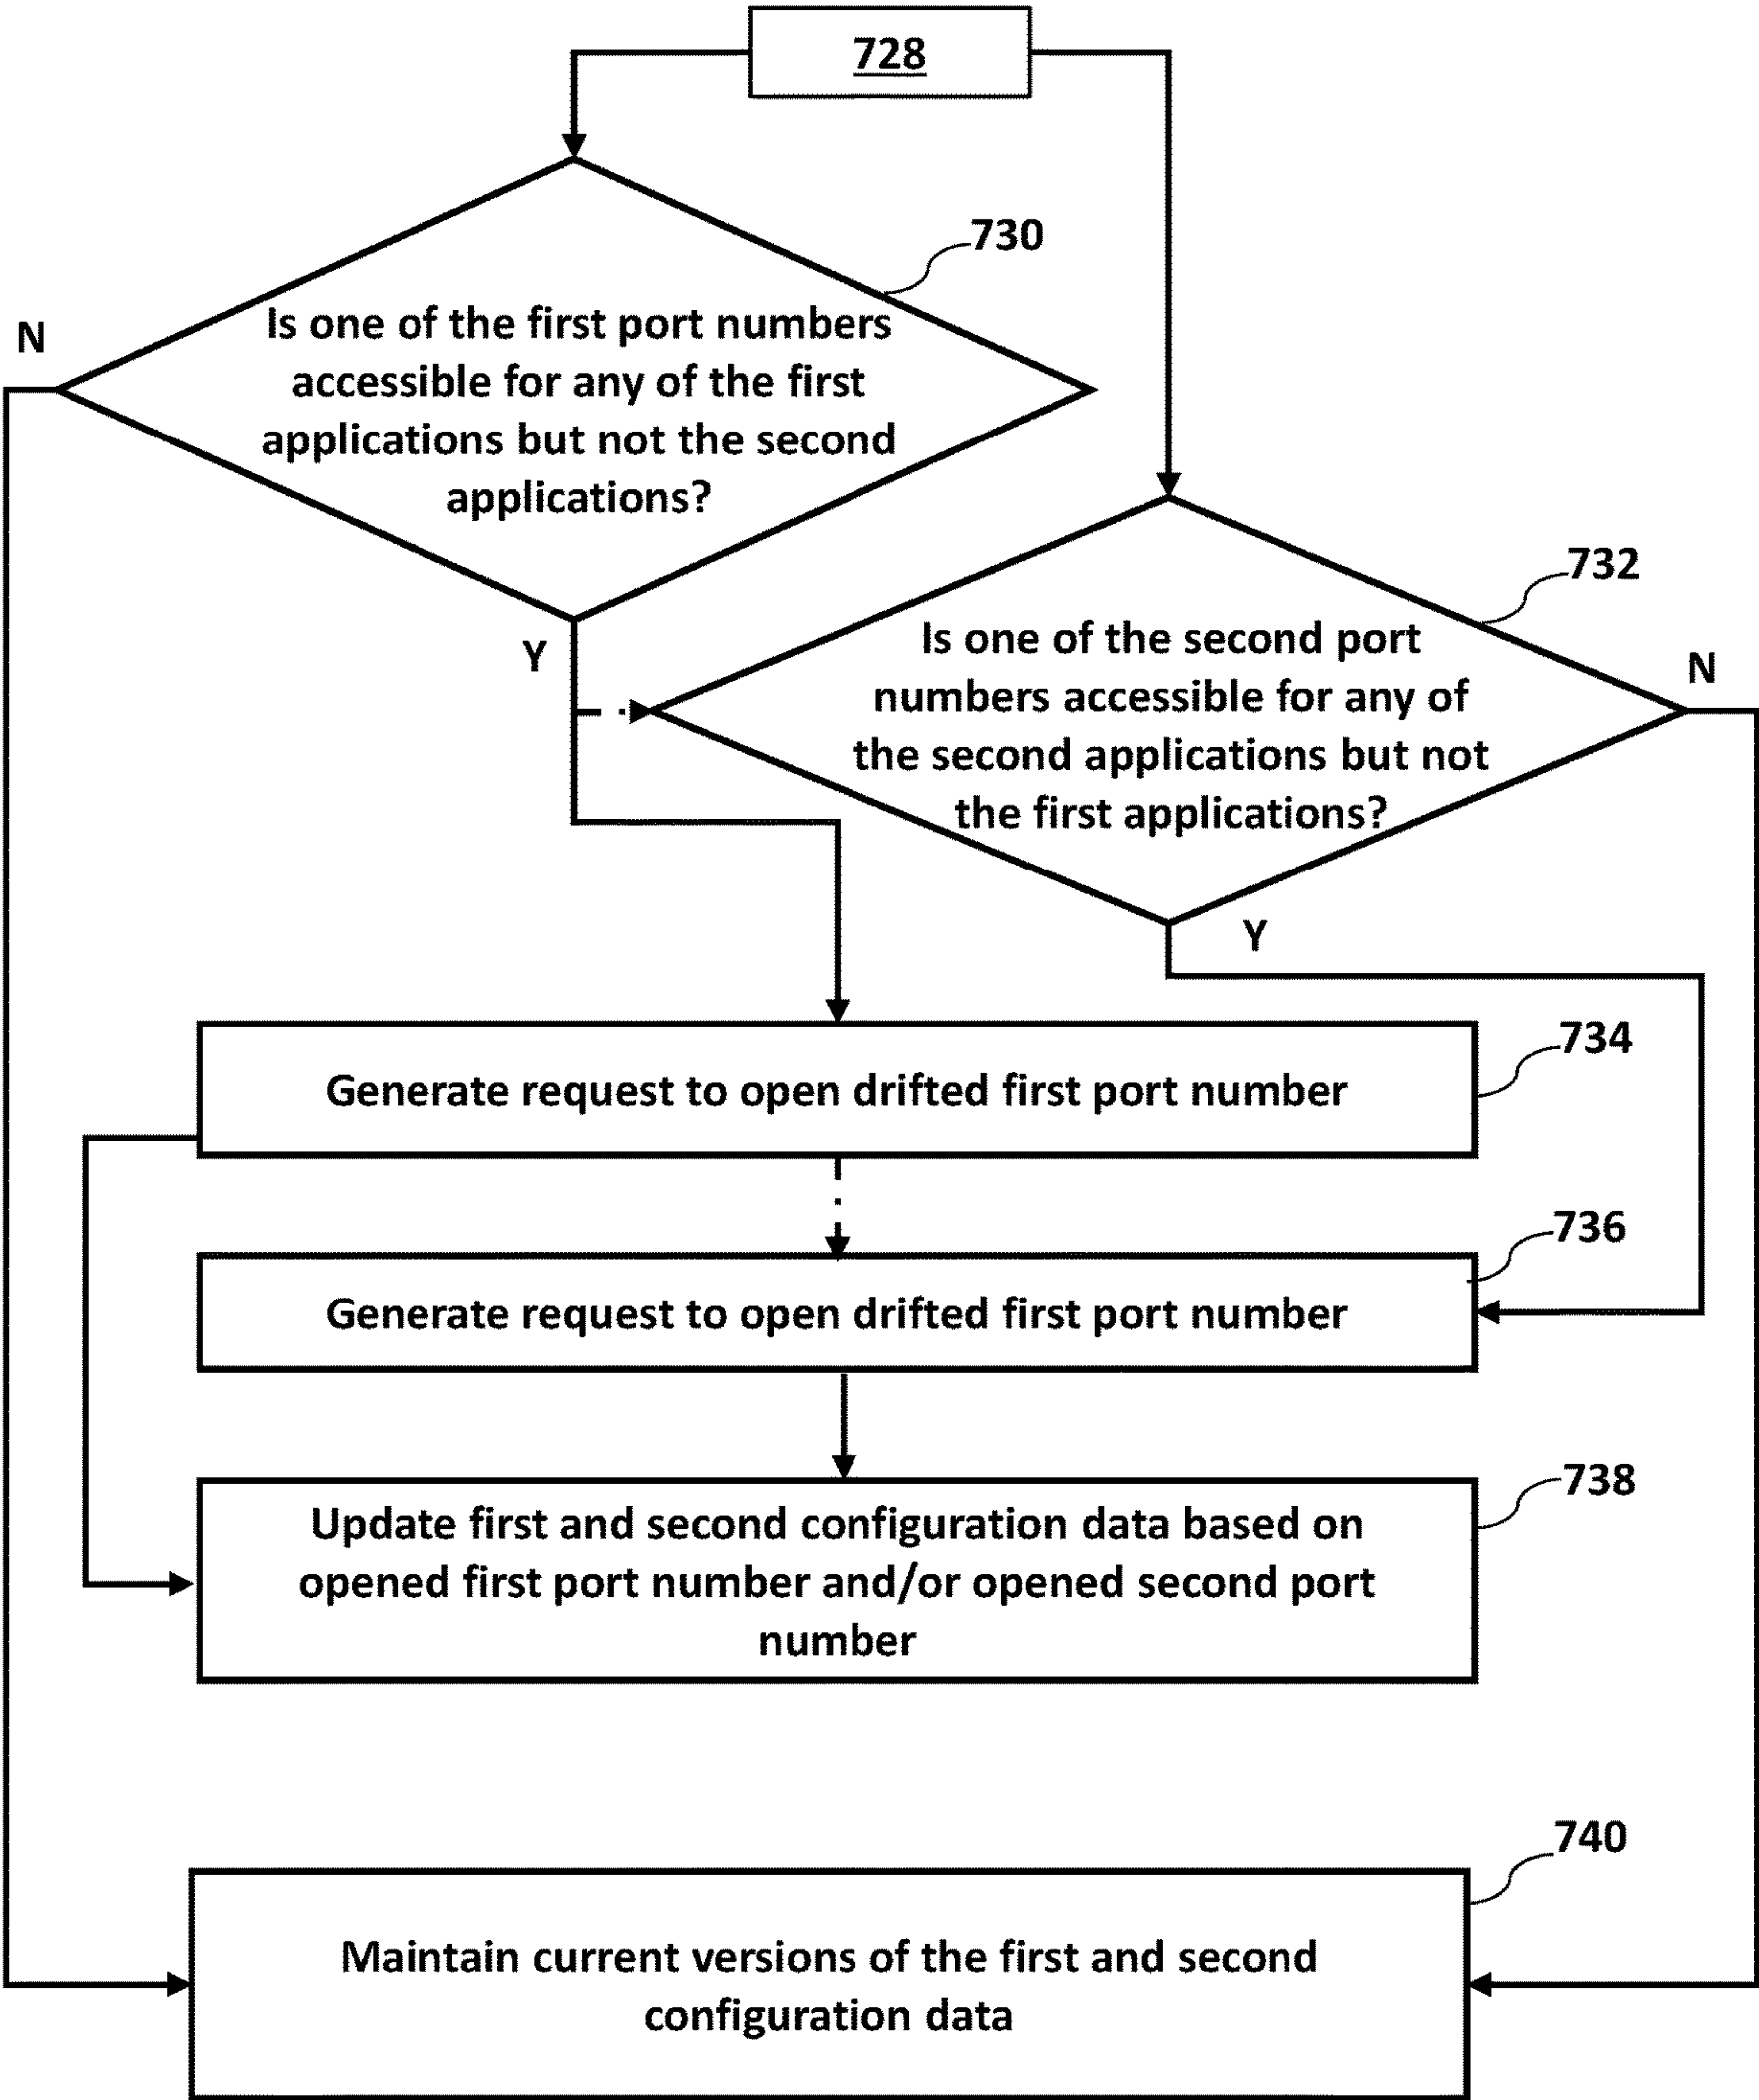 728
730
N
Is one of the first port numbers
accessible for any of the first
applications but not the second
applications?
732
Y
Is one of the second port
numbers accessible for any of
the second applications but not
the first applications?
N
Y
734
Generate request to open drifted first port number
736
Generate request to open drifted first port number
738
Update first and second configuration data based on
opened first port number and/or opened second port
number
740
Maintain current versions of the first and second
configuration data